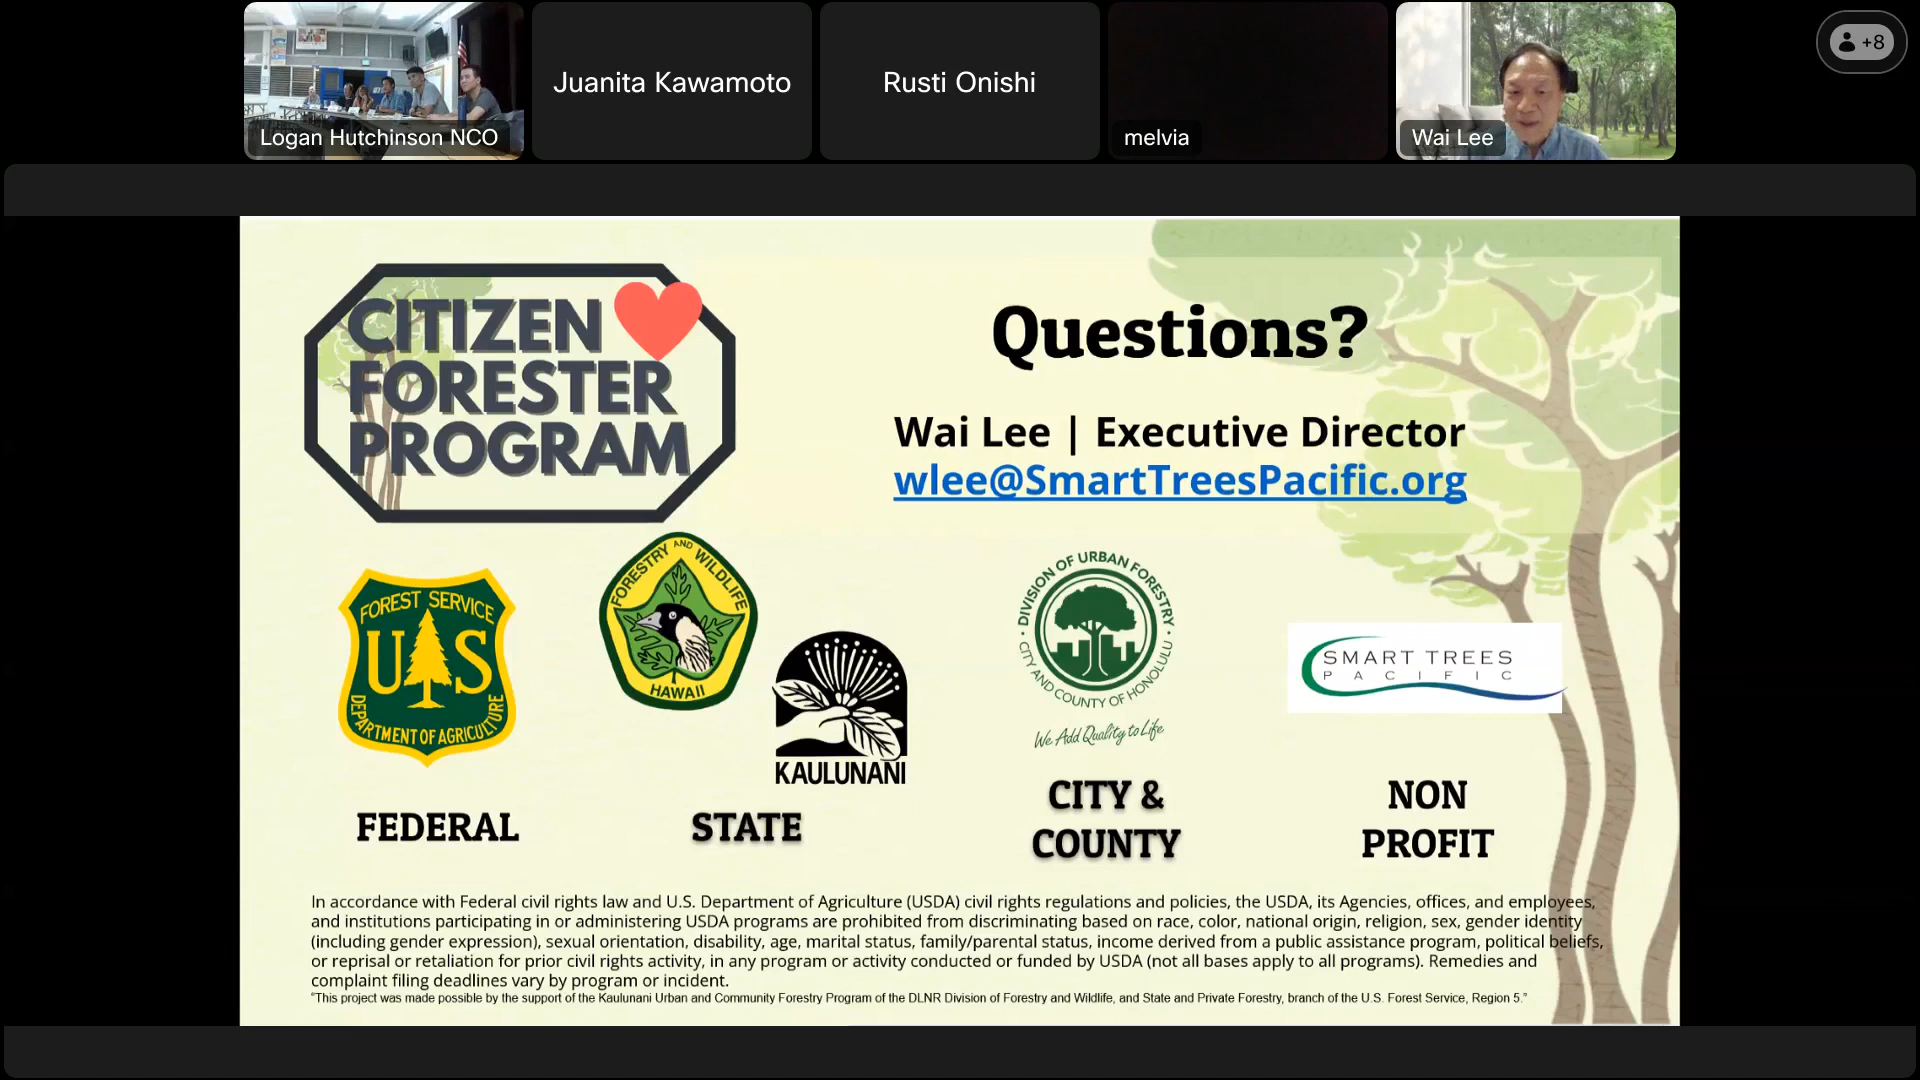 Logan Hutchinson NCO
Juanita Kawamoto
Rusti Onishi
melvia
Wai Lee
+8
CITIZEN
FORESTER
PROGRAM
Questions?
Wai Lee | Executive Director
wlee@SmartTreesPacific.org
FOREST SERVICE
US
DEPARTMENT OF AGRICULTURE
FORESTRY AND WILDLIFE
HAWAII
KAULUNANI
DIVISION OF URBAN FORESTRY
CITY AND COUNTY OF HONOLULU
We Add Quality to Life
SMART TREES
PACIFIC
FEDERAL
STATE
CITY &
COUNTY
NON
PROFIT
In accordance with Federal civil rights law and U.S. Department of Agriculture (USDA) civil rights regulations and policies, the USDA, its Agencies, offices, and employees,
and institutions participating in or administering USDA programs are prohibited from discriminating based on race, color, national origin, religion, sex, gender identity
(including gender expression), sexual orientation, disability, age, marital status, family/parental status, income derived from a public assistance program, political beliefs,
or reprisal or retaliation for prior civil rights activity, in any program or activity conducted or funded by USDA (not all bases apply to all programs). Remedies and
complaint filing deadlines vary by program or incident.
"This project was made possible by the support of the Kaulunani Urban and Community Forestry Program of the DLNR Division of Forestry and Wildlife, and State and Private Forestry, branch of the U.S. Forest Service, Region 5."